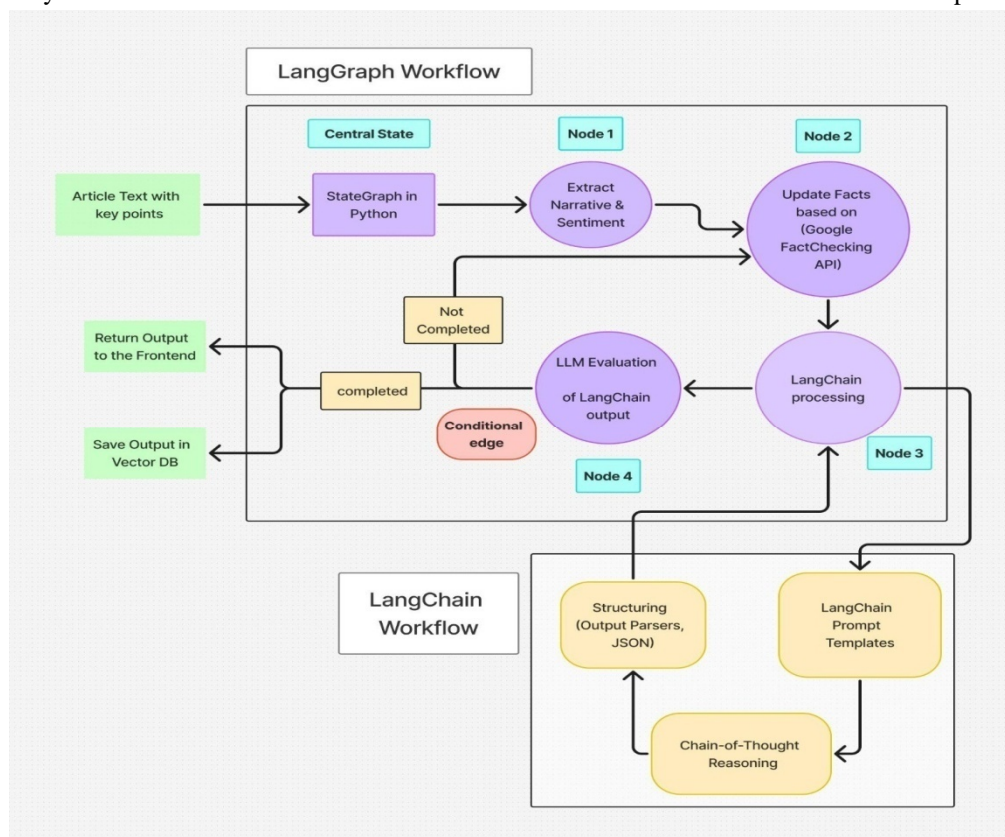 LangGraph Workflow
Central State
Node 1
Node 2
Article Text with
key points
StateGraph in
Python
Extract
Narrative &
Sentiment
Update Facts
based on
(Google
FactChecking
API)
Not
Completed
Return Output
to the Frontend
completed
LLM Evaluation
of LangChain
output
LangChain
processing
Conditional
edge
Save Output in
Vector DB
Node 4
Node 3
LangChain
Workflow
Structuring
(Output Parsers,
JSON)
LangChain
Prompt
Templates
Chain-of-Thought
Reasoning